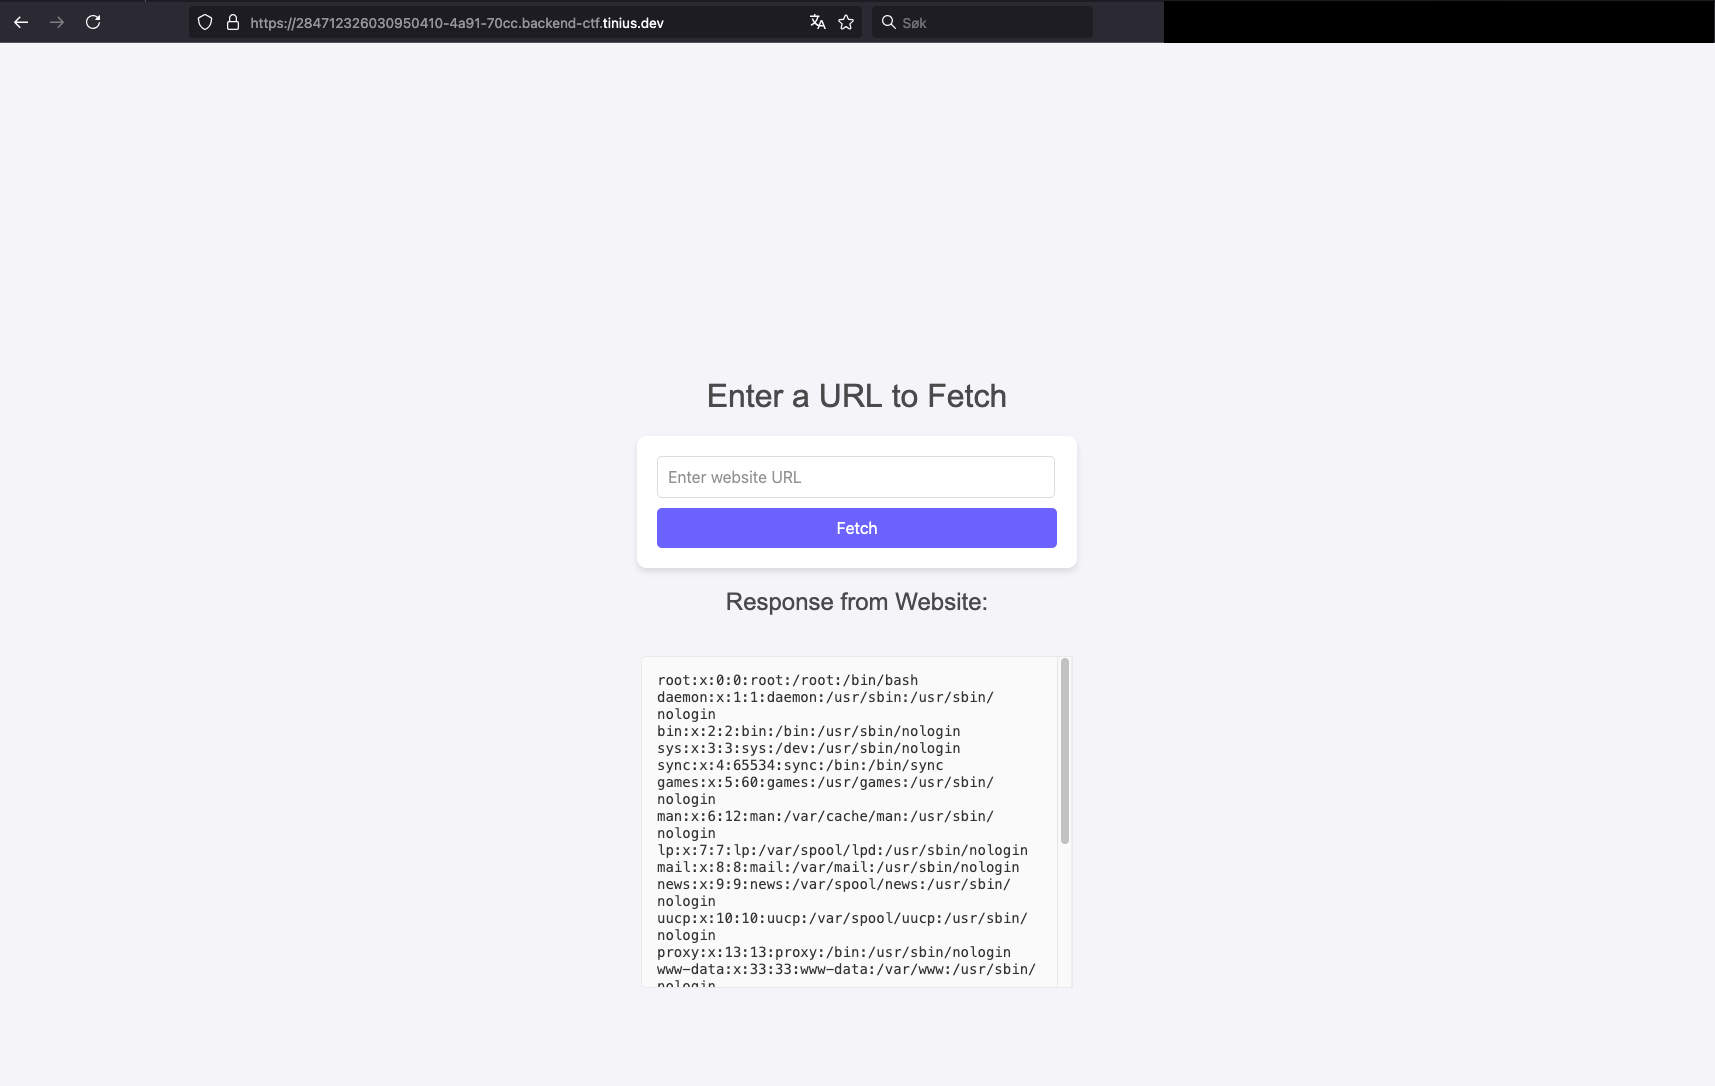 https://284712326030950410-4a91-70cc.backend-ctf.tinius.dev
Søk
Enter a URL to Fetch
Enter website URL
Fetch
Response from Website:
root:x:0:0:root:/root:/bin/bash
daemon:x:1:1:daemon:/usr/sbin:/usr/sbin/
nologin
bin:x:2:2:bin:/bin:/usr/sbin/nologin
sys:x:3:3:sys:/dev:/usr/sbin/nologin
sync:x:4:65534:sync:/bin:/bin/sync
games:x:5:60:games:/usr/games:/usr/sbin/
nologin
man:x:6:12:man:/var/cache/man:/usr/sbin/
nologin
lp:x:7:7:lp:/var/spool/lpd:/usr/sbin/nologin
mail:x:8:8:mail:/var/mail:/usr/sbin/nologin
news:x:9:9:news:/var/spool/news:/usr/sbin/
nologin
uucp:x:10:10:uucp:/var/spool/uucp:/usr/sbin/
nologin
proxy:x:13:13:proxy:/bin:/usr/sbin/nologin
www-data:x:33:33:www-data:/var/www:/usr/sbin/
nologin